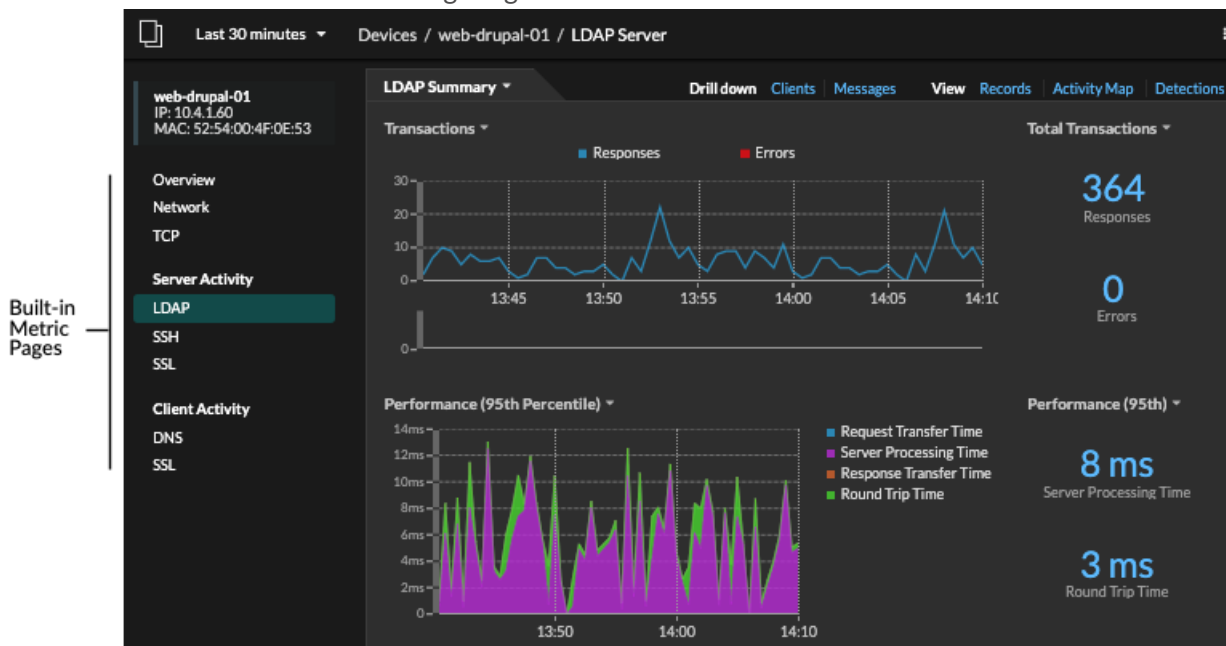 Last 30 minutes
Devices / web-drupal-01 / LDAP Server
web-drupal-01
IP: 10.4.1.60
MAC: 52:54:00:4F:0E:53
Overview
Network
TCP
Server Activity
LDAP
SSH
SSL
Client Activity
DNS
SSL
Built-in
Metric
Pages
LDAP Summary
Drill down Clients Messages View Records Activity Map Detections
Transactions
Responses Errors
30
20
10
0
13:45 13:50 13:55 14:00 14:05 14:10
0
Total Transactions
364
Responses
0
Errors
Performance (95th Percentile)
14ms
12ms
10ms
8ms
6ms
4ms
2ms
0
13:50 14:00 14:10
Request Transfer Time
Server Processing Time
Response Transfer Time
Round Trip Time
Performance (95th)
8 ms
Server Processing Time
3 ms
Round Trip Time